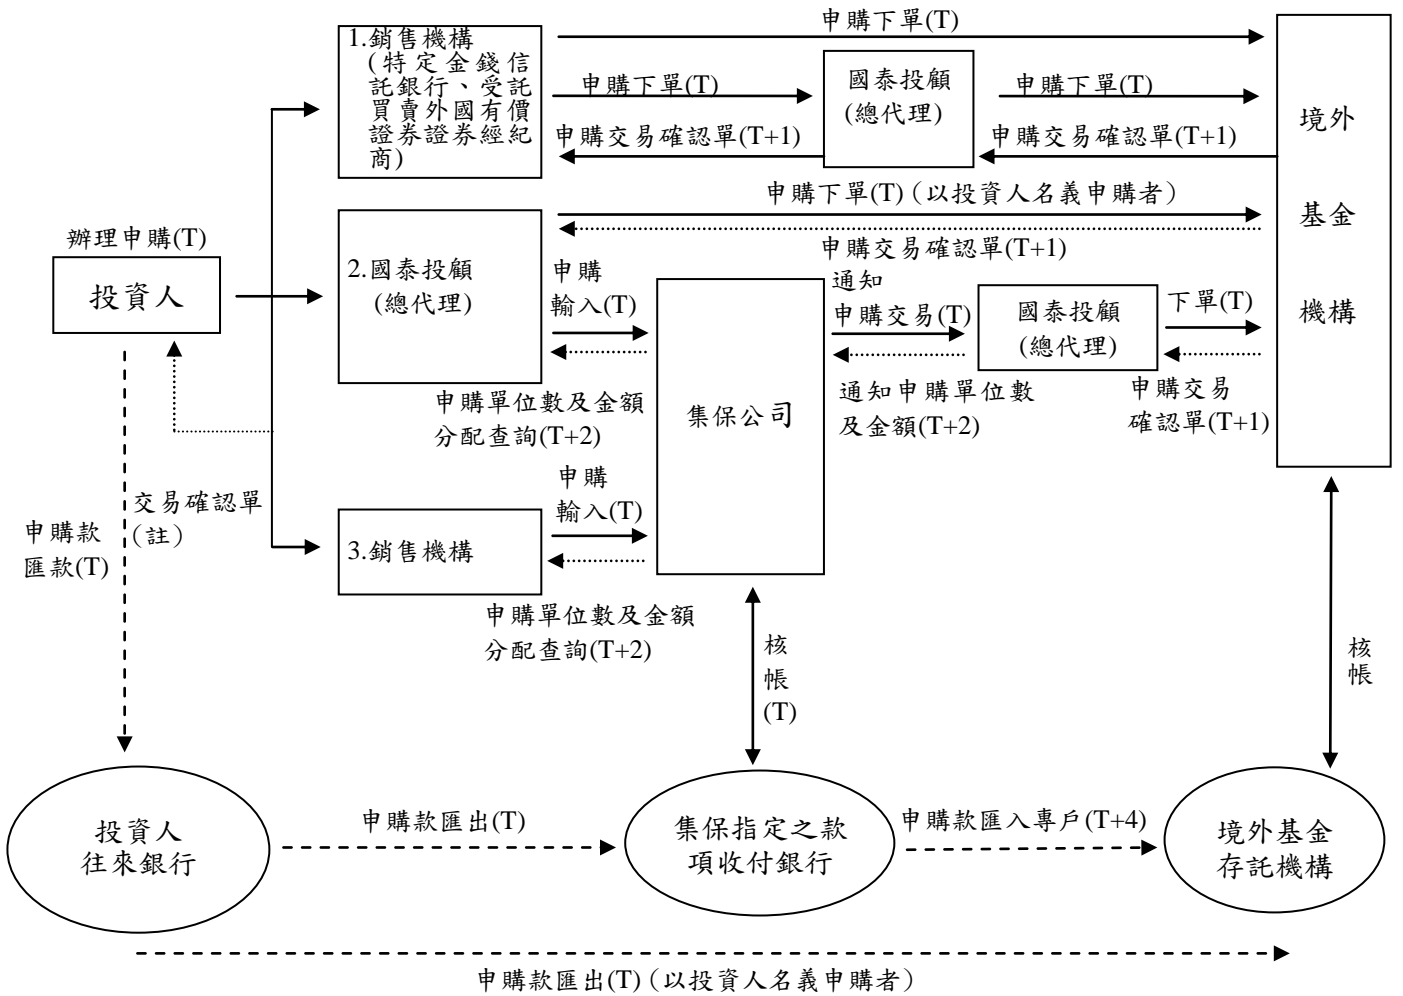 申購下單(T)
1.銷售機構
(特定金錢信
託銀行、受託
買賣外國有價
證券證券經紀
商)
申購下單(T)
國泰投顧
(總代理)
申購下單(T)
申購交易確認單(T+1)
申購交易確認單(T+1)
境外
基金
機構
申購下單(T)（以投資人名義申購者）
申購交易確認單(T+1)
辦理申購(T)
投資人
2.國泰投顧
(總代理)
申購
輸入(T)
通知
申購交易(T)
國泰投顧
(總代理)
下單(T)
申購單位數及金額
分配查詢(T+2)
集保公司
通知申購單位數
及金額(T+2)
申購交易
確認單(T+1)
申購
輸入(T)
交易確認單
（註）
申購款
匯款(T)
3.銷售機構
申購單位數及金額
分配查詢(T+2)
核
帳
(T)
核
帳
投資人
往來銀行
申購款匯出(T)
集保指定之款
項收付銀行
申購款匯入專戶(T+4)
境外基金
存託機構
申購款匯出(T)（以投資人名義申購者）